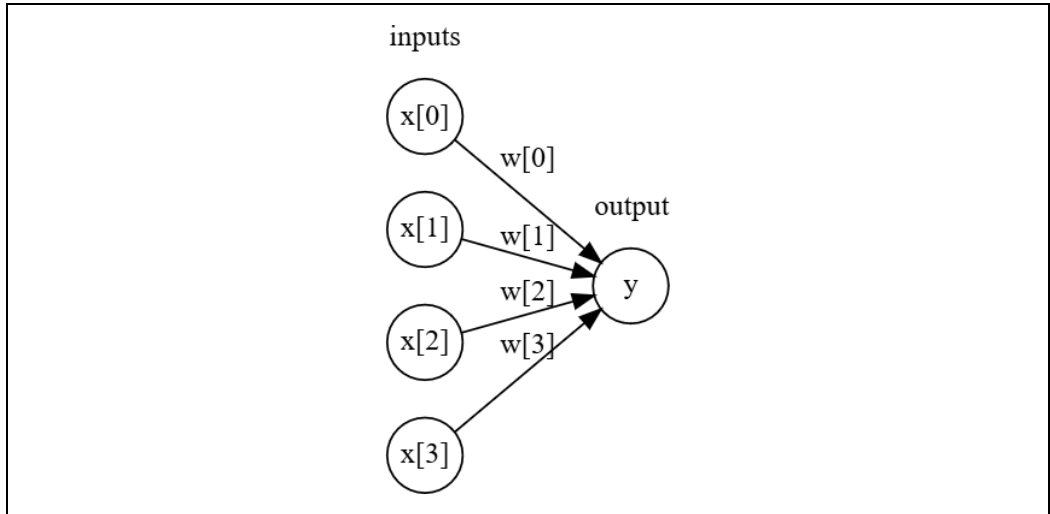 inputs
x[0]
w[0]
output
x[1]
w[1]
y
w[2]
x[2]
w[3]
x[3]